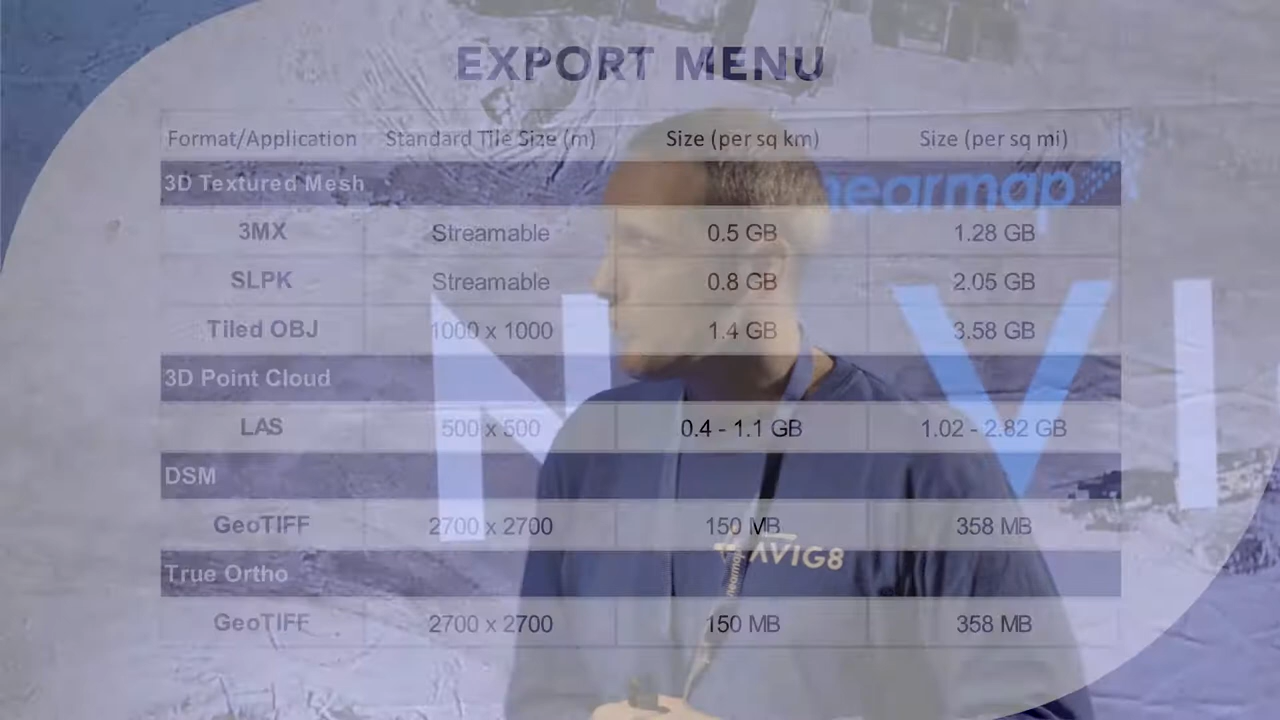 EXPORT MENU
Format/Application Standard Tile Size (m) Size (per sq km) Size (per sq mi)
3D Textured Mesh
nearmap
3MX Streamable 0.5 GB 1.28 GB
SLPK Streamable 0.8 GB 2.05 GB
Tiled OBJ 1000 x 1000 1.4 GB 3.58 GB
3D Point Cloud
LAS 500 x 500 0.4 - 1.1 GB 1.02 - 2.82 GB
N VI
DSM
GeoTIFF 2700 x 2700 150 MB 358 MB
NAVIG8
nearmap
True Ortho
GeoTIFF 2700 x 2700 150 MB 358 MB